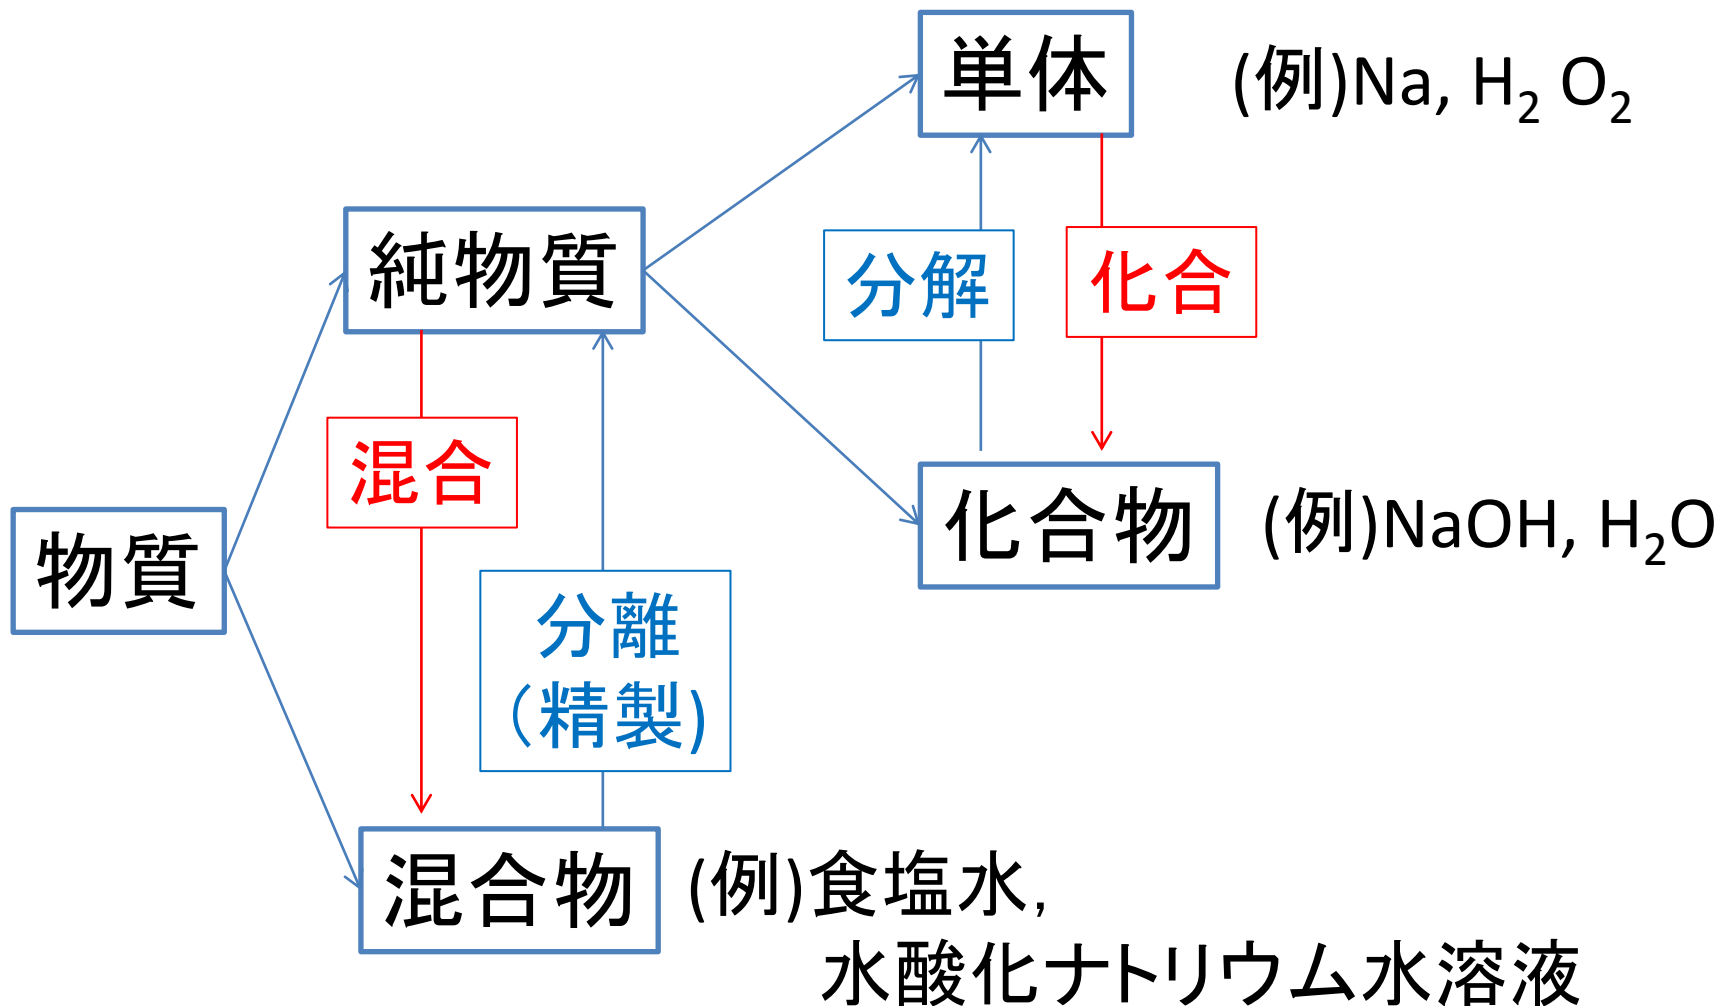 単体
(例)Na, H₂ O₂
純物質
分解
化合
混合
化合物
(例)NaOH, H₂O
物質
分離
（精製)
混合物
(例)食塩水,
水酸化ナトリウム水溶液